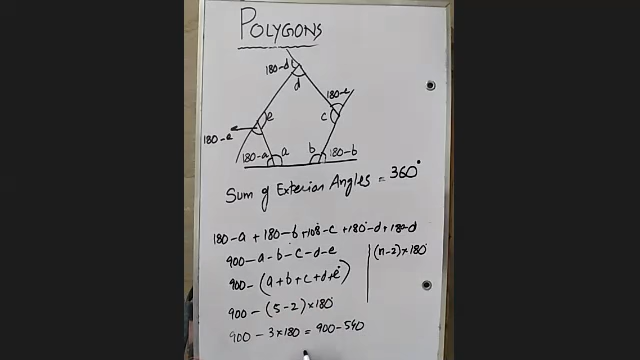 POLYGONS
180-d
d
180-c
e
c
180-e
180-a
a
b
180-b
Sum of Exterior Angles = 360°
180-a + 180-b + 108°-c + 180°-d + 180-d
900-a-b-c-d-e
(n-2)×180°
900-(a+b+c+d+e)
900-(5-2)×180°
900 - 3×180 = 900-540